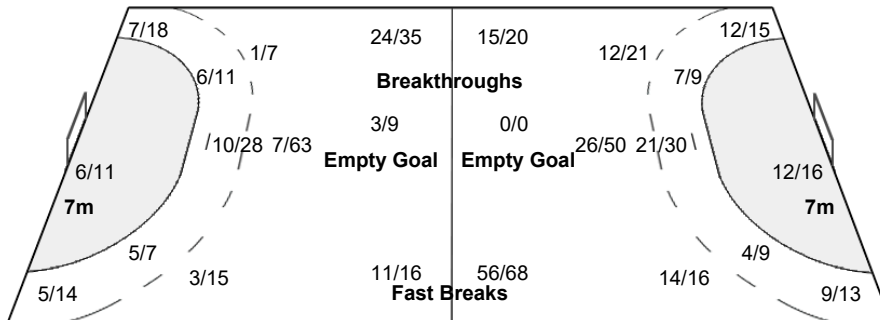 7/18 24/35 15/20 12/15
1/7 12/21
6/11 Breakthroughs 7/9
3/9 0/0
10/28 7/63 26/50 21/30
Empty Goal Empty Goal
6/11 12/16
7m 7m
5/7 4/9
3/15 11/16 56/68 14/16
5/14 Fast Breaks 9/13